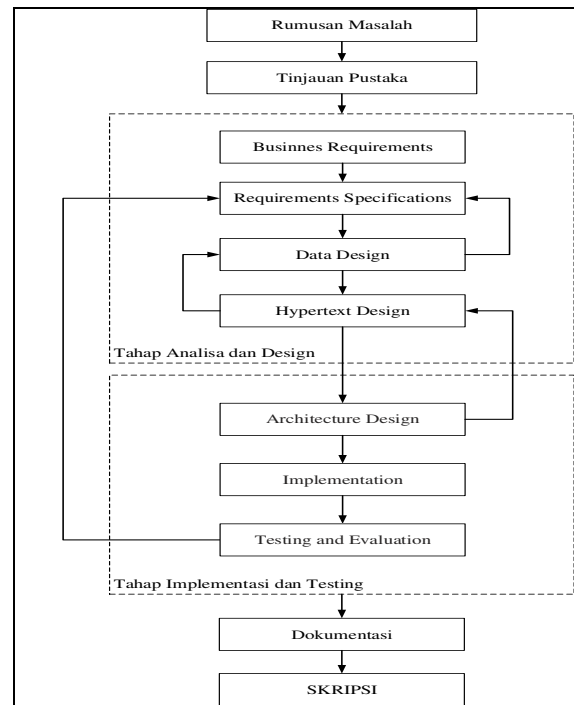 Rumusan Masalah
Tinjauan Pustaka
Businnes Requirements
Requirements Specifications
Data Design
Hypertext Design
Tahap Analisa dan Design
Architecture Design
Implementation
Testing and Evaluation
Tahap Implementasi dan Testing
Dokumentasi
SKRIPSI